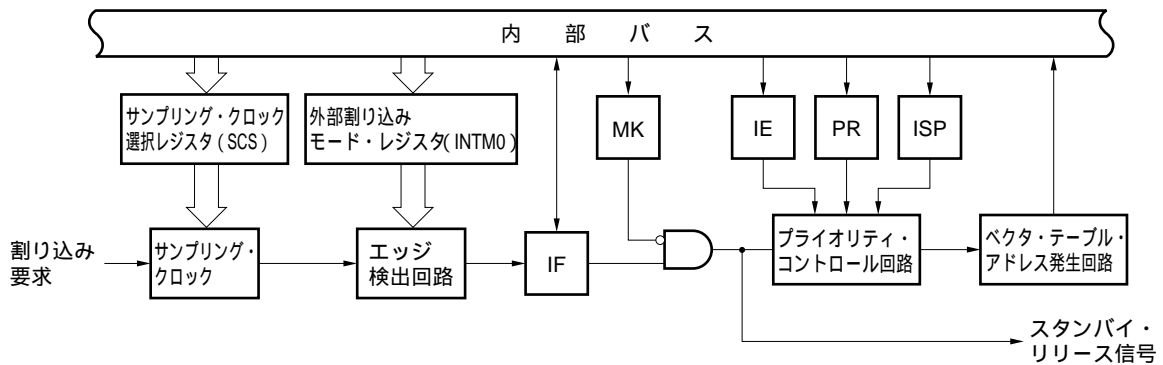 内 部 バ ス
サンプリング・クロック
選択レジスタ(SCS)
外部割り込み
モード・レジスタ(INTM0)
MK
IE
PR
ISP
割り込み
要求
サンプリング・
クロック
エッジ
検出回路
IF
プライオリティ・
コントロール回路
ベクタ・テーブル・
アドレス発生回路
スタンバイ・
リリース信号